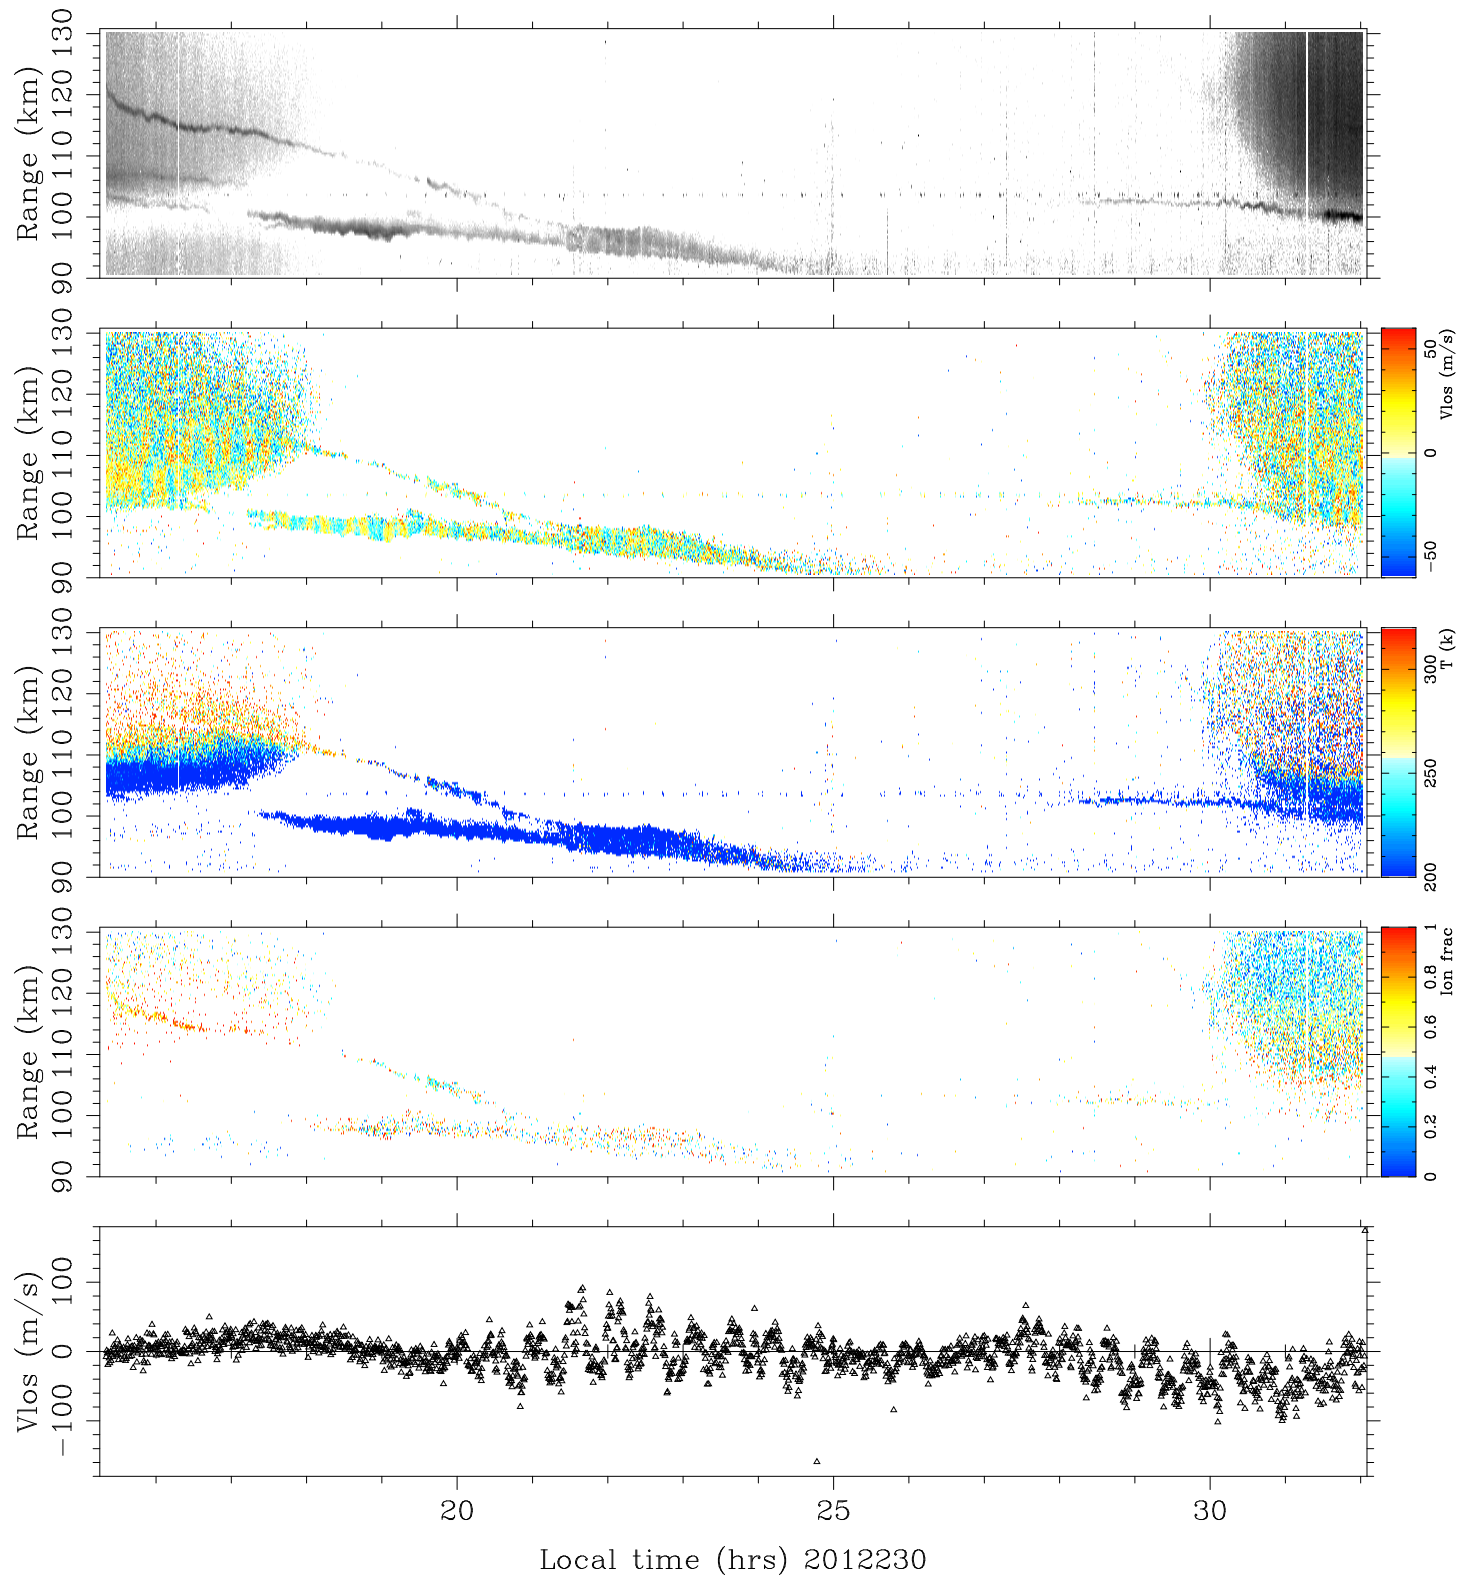 Range (km)
90 100 110 120 130
Range (km)
90 100 110 120 130
−50 0 50
Vlos (m/s)
Range (km)
90 100 110 120 130
200 250 300
T (k)
Range (km)
90 100 110 120 130
0 0.2 0.4 0.6 0.8 1
Ion frac
Vlos (m/s)
−100 0 100
20 25 30
Local time (hrs) 2012230